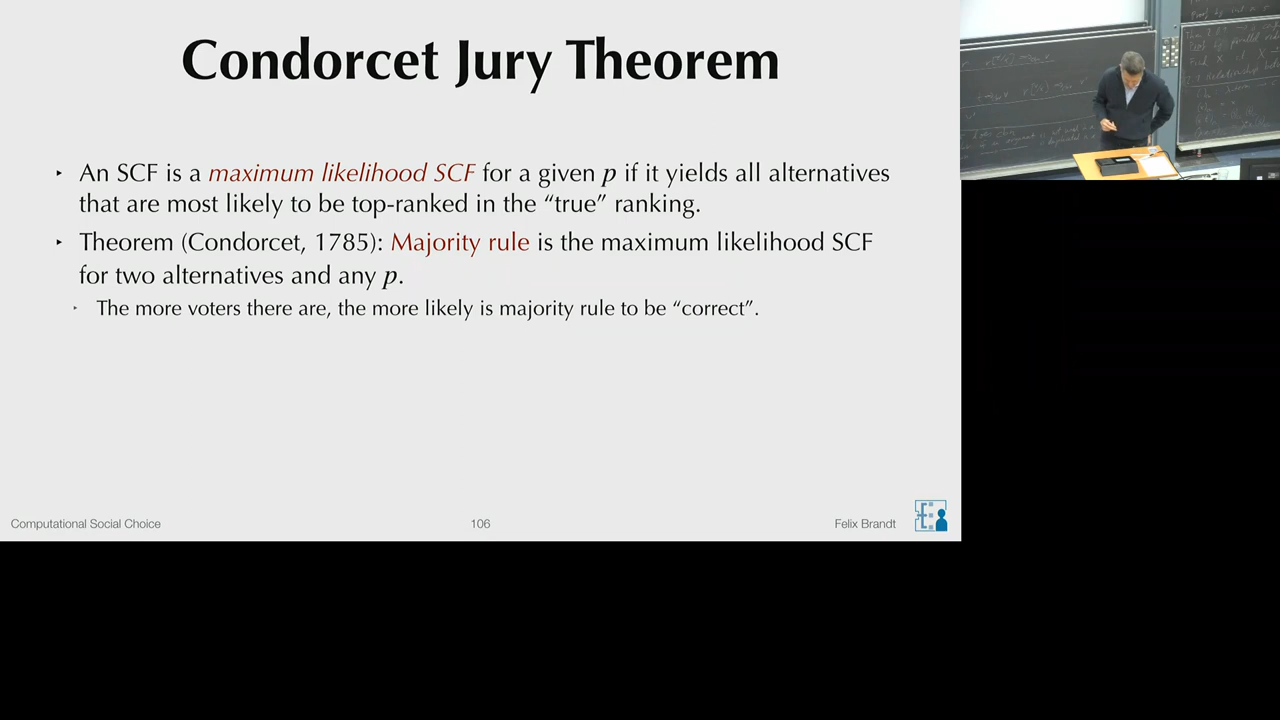 Condorcet Jury Theorem
‣ An SCF is a maximum likelihood SCF for a given p if it yields all alternatives
that are most likely to be top-ranked in the “true” ranking.
‣ Theorem (Condorcet, 1785): Majority rule is the maximum likelihood SCF
for two alternatives and any p.
‣ The more voters there are, the more likely is majority rule to be “correct”.
Computational Social Choice
106
Felix Brandt